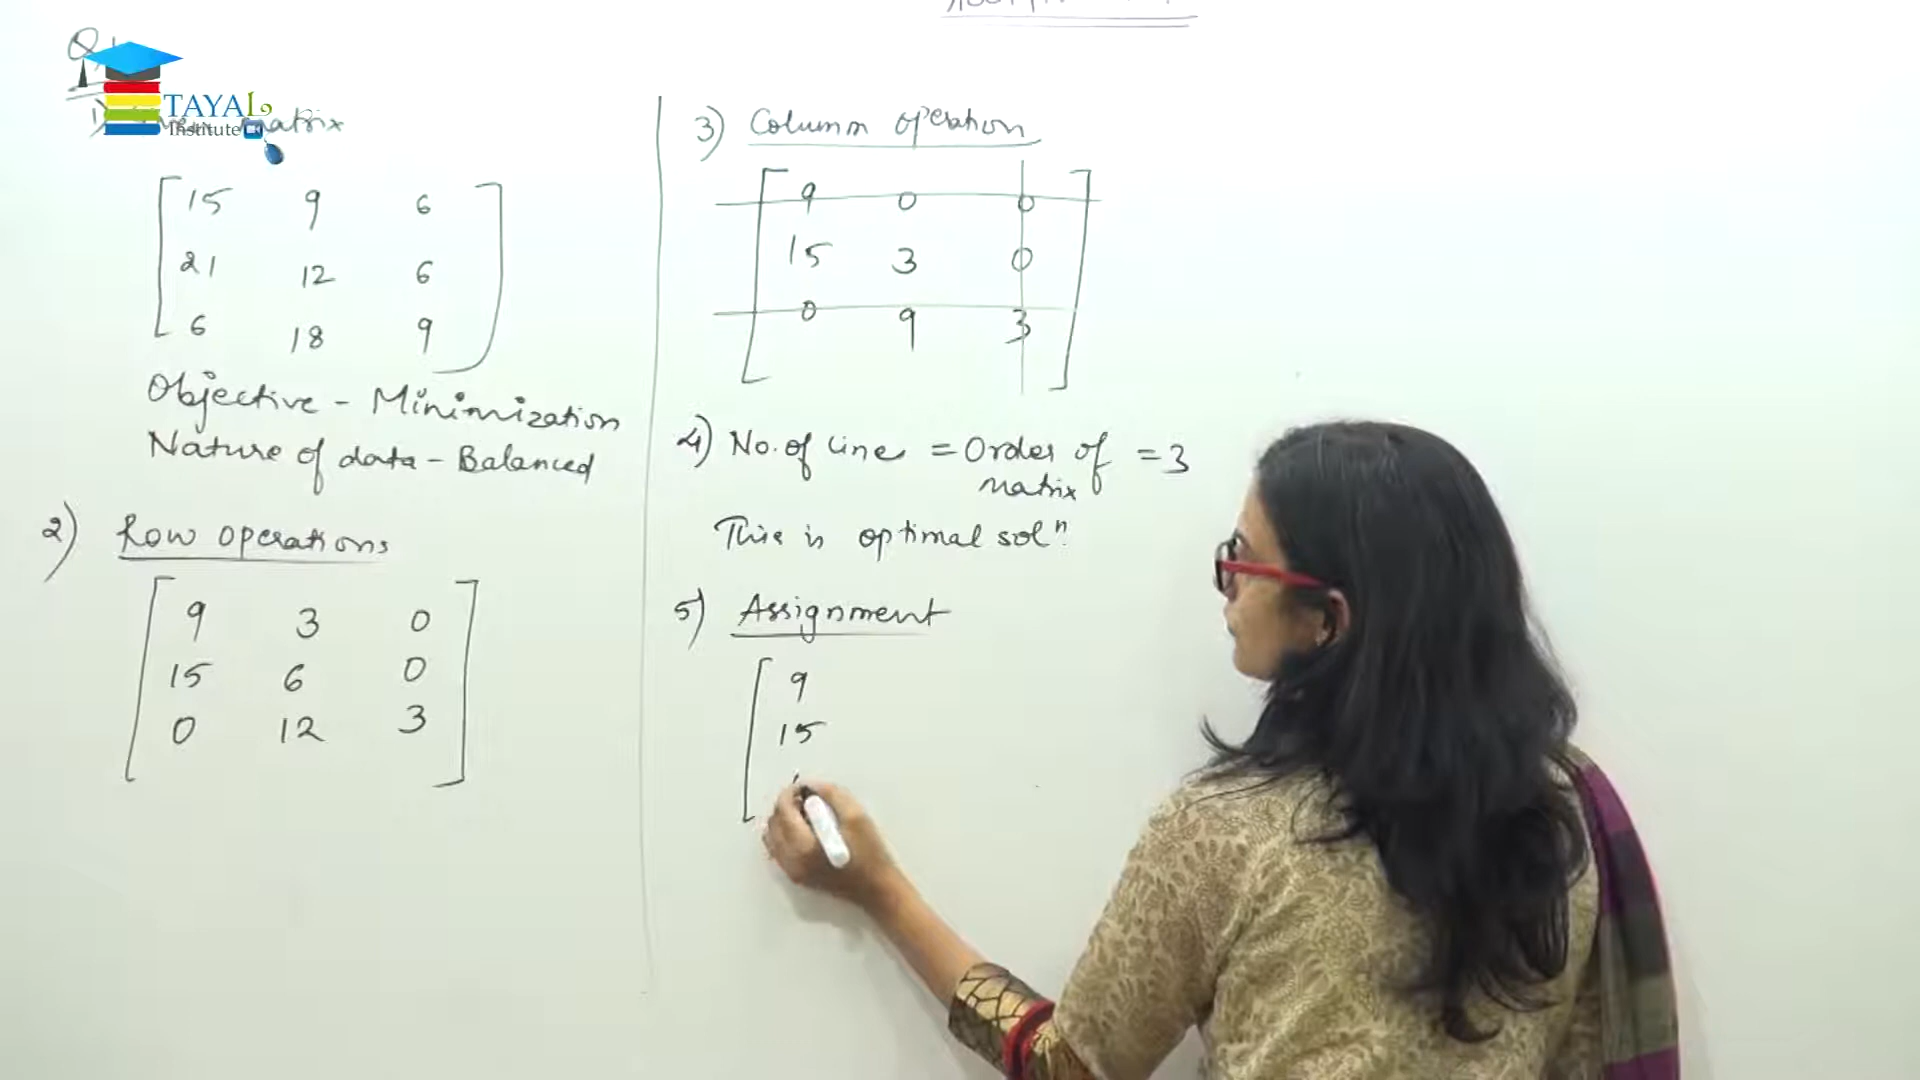 Q1
TAYAL
Institute
1) matrix
15 9 6
21 12 6
6 18 9
Objective - Minimization
Nature of data - Balanced
2) Row operations
9 3 0
15 6 0
0 12 3
3) Column operation
9 0 0
15 3 0
0 9 3
4) No. of line = Order of matrix = 3
This is optimal solⁿ.
5) Assignment
9
15